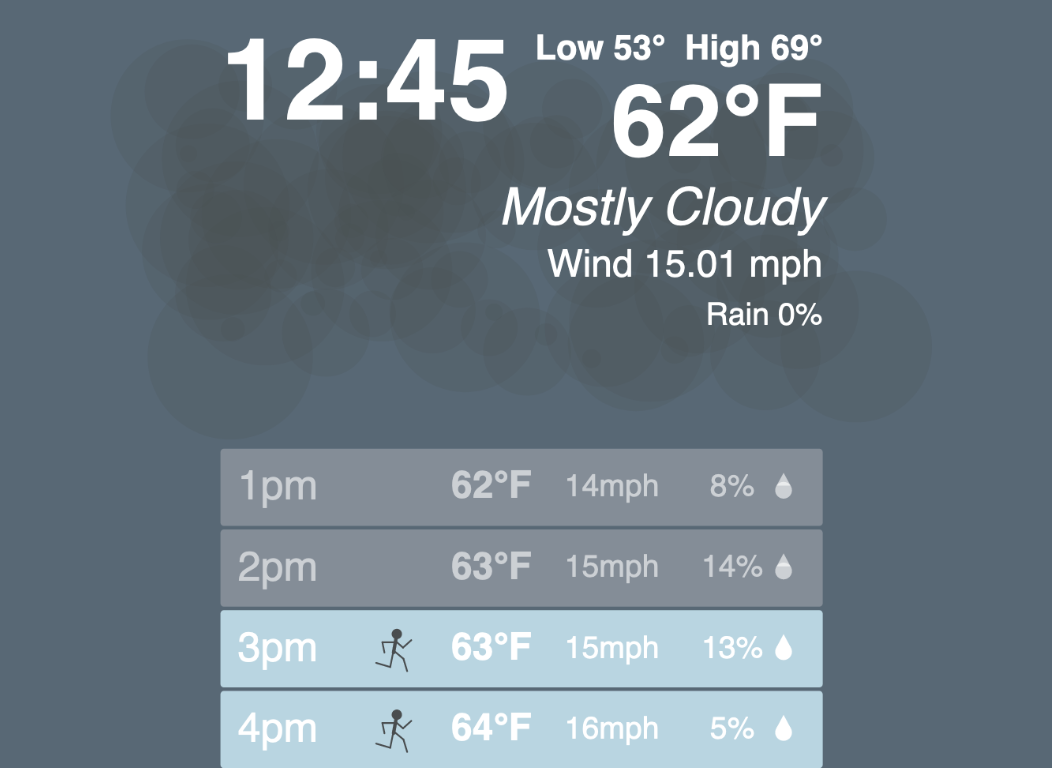 12:45
Low 53° High 69°
62°F
Mostly Cloudy
Wind 15.01 mph
Rain 0%
1pm 62°F 14mph 8%
2pm 63°F 15mph 14%
3pm 63°F 15mph 13%
4pm 64°F 16mph 5%